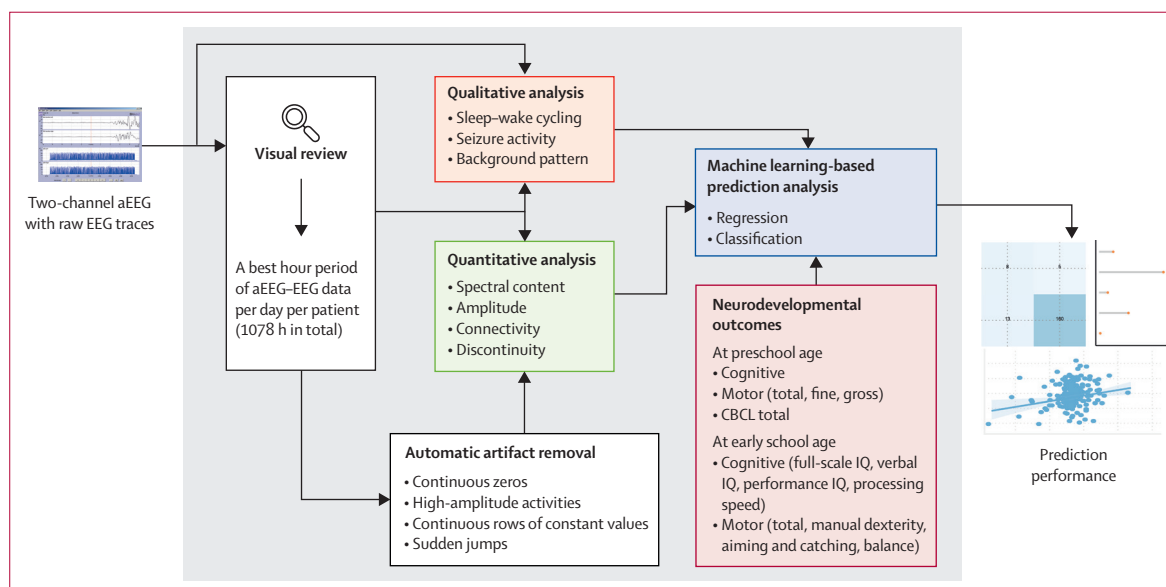 Two-channel aEEG
with raw EEG traces
Visual review
A best hour period
of aEEG–EEG data
per day per patient
(1078 h in total)
Qualitative analysis
• Sleep–wake cycling
• Seizure activity
• Background pattern
Quantitative analysis
• Spectral content
• Amplitude
• Connectivity
• Discontinuity
Automatic artifact removal
• Continuous zeros
• High-amplitude activities
• Continuous rows of constant values
• Sudden jumps
Machine learning-based
prediction analysis
• Regression
• Classification
Neurodevelopmental
outcomes
At preschool age
• Cognitive
• Motor (total, fine, gross)
• CBCL total
At early school age
• Cognitive (full-scale IQ, verbal
IQ, performance IQ, processing
speed)
• Motor (total, manual dexterity,
aiming and catching, balance)
13
160
Prediction
performance